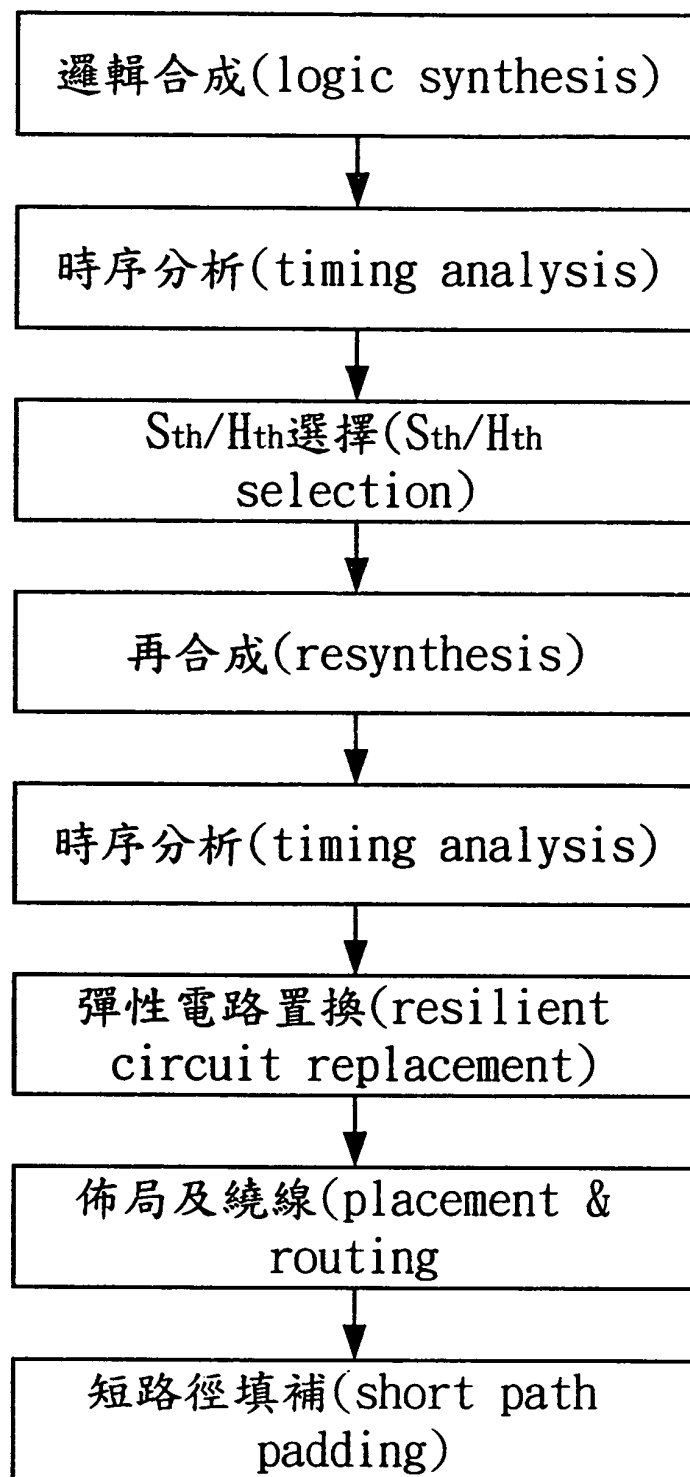 邏輯合成(logic synthesis)
時序分析(timing analysis)
Sth/Hth選擇(Sth/Hth
selection)
再合成(resynthesis)
時序分析(timing analysis)
彈性電路置換(resilient
circuit replacement)
佈局及繞線(placement &
routing
短路徑填補(short path
padding)